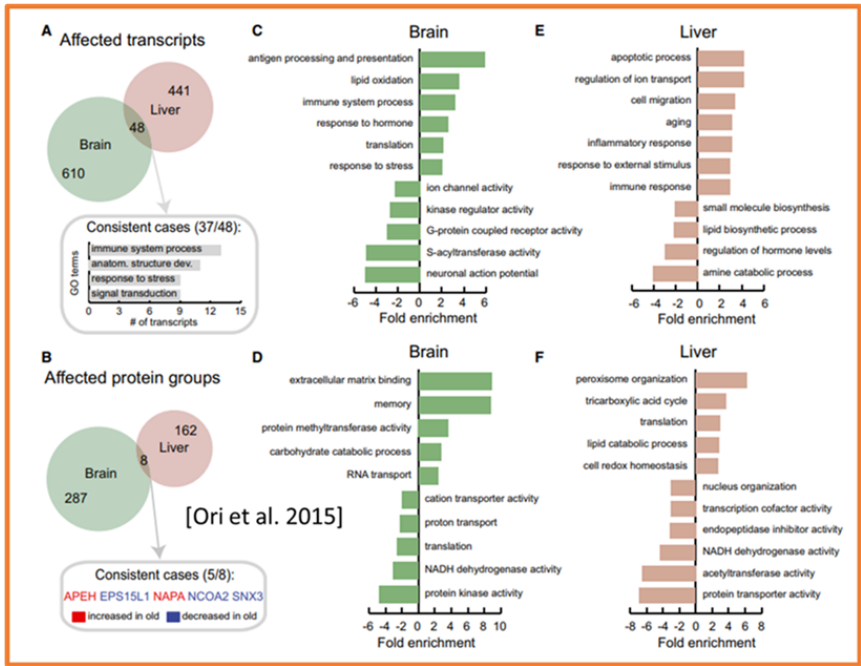 A
Affected transcripts
441
Liver
48
Brain
610
Consistent cases (37/48):
GO terms
immune system process
anatom. structure dev.
response to stress
signal transduction
0 3 6 9 12 15
# of transcripts
C
Brain
antigen processing and presentation
lipid oxidation
immune system process
response to hormone
translation
response to stress
ion channel activity
kinase regulator activity
G-protein coupled receptor activity
S-acyltransferase activity
neuronal action potential
-6 -4 -2 0 2 4 6
Fold enrichment
E
Liver
apoptotic process
regulation of ion transport
cell migration
aging
inflammatory response
response to external stimulus
immune response
small molecule biosynthesis
lipid biosynthetic process
regulation of hormone levels
amine catabolic process
-6 -4 -2 0 2 4 6
Fold enrichment
B
Affected protein groups
162
Liver
8
Brain
287
[Ori et al. 2015]
Consistent cases (5/8):
APEH EPS15L1 NAPA NCOA2 SNX3
increased in old decreased in old
D
Brain
extracellular matrix binding
memory
protein methyltransferase activity
carbohydrate catabolic process
RNA transport
cation transporter activity
proton transport
translation
NADH dehydrogenase activity
protein kinase activity
-6 -4 -2 0 2 4 6 8 10
Fold enrichment
F
Liver
peroxisome organization
tricarboxylic acid cycle
translation
lipid catabolic process
cell redox homeostasis
nucleus organization
transcription cofactor activity
endopeptidase inhibitor activity
NADH dehydrogenase activity
acetyltransferase activity
protein transporter activity
-8 -6 -4 -2 0 2 4 6 8
Fold enrichment